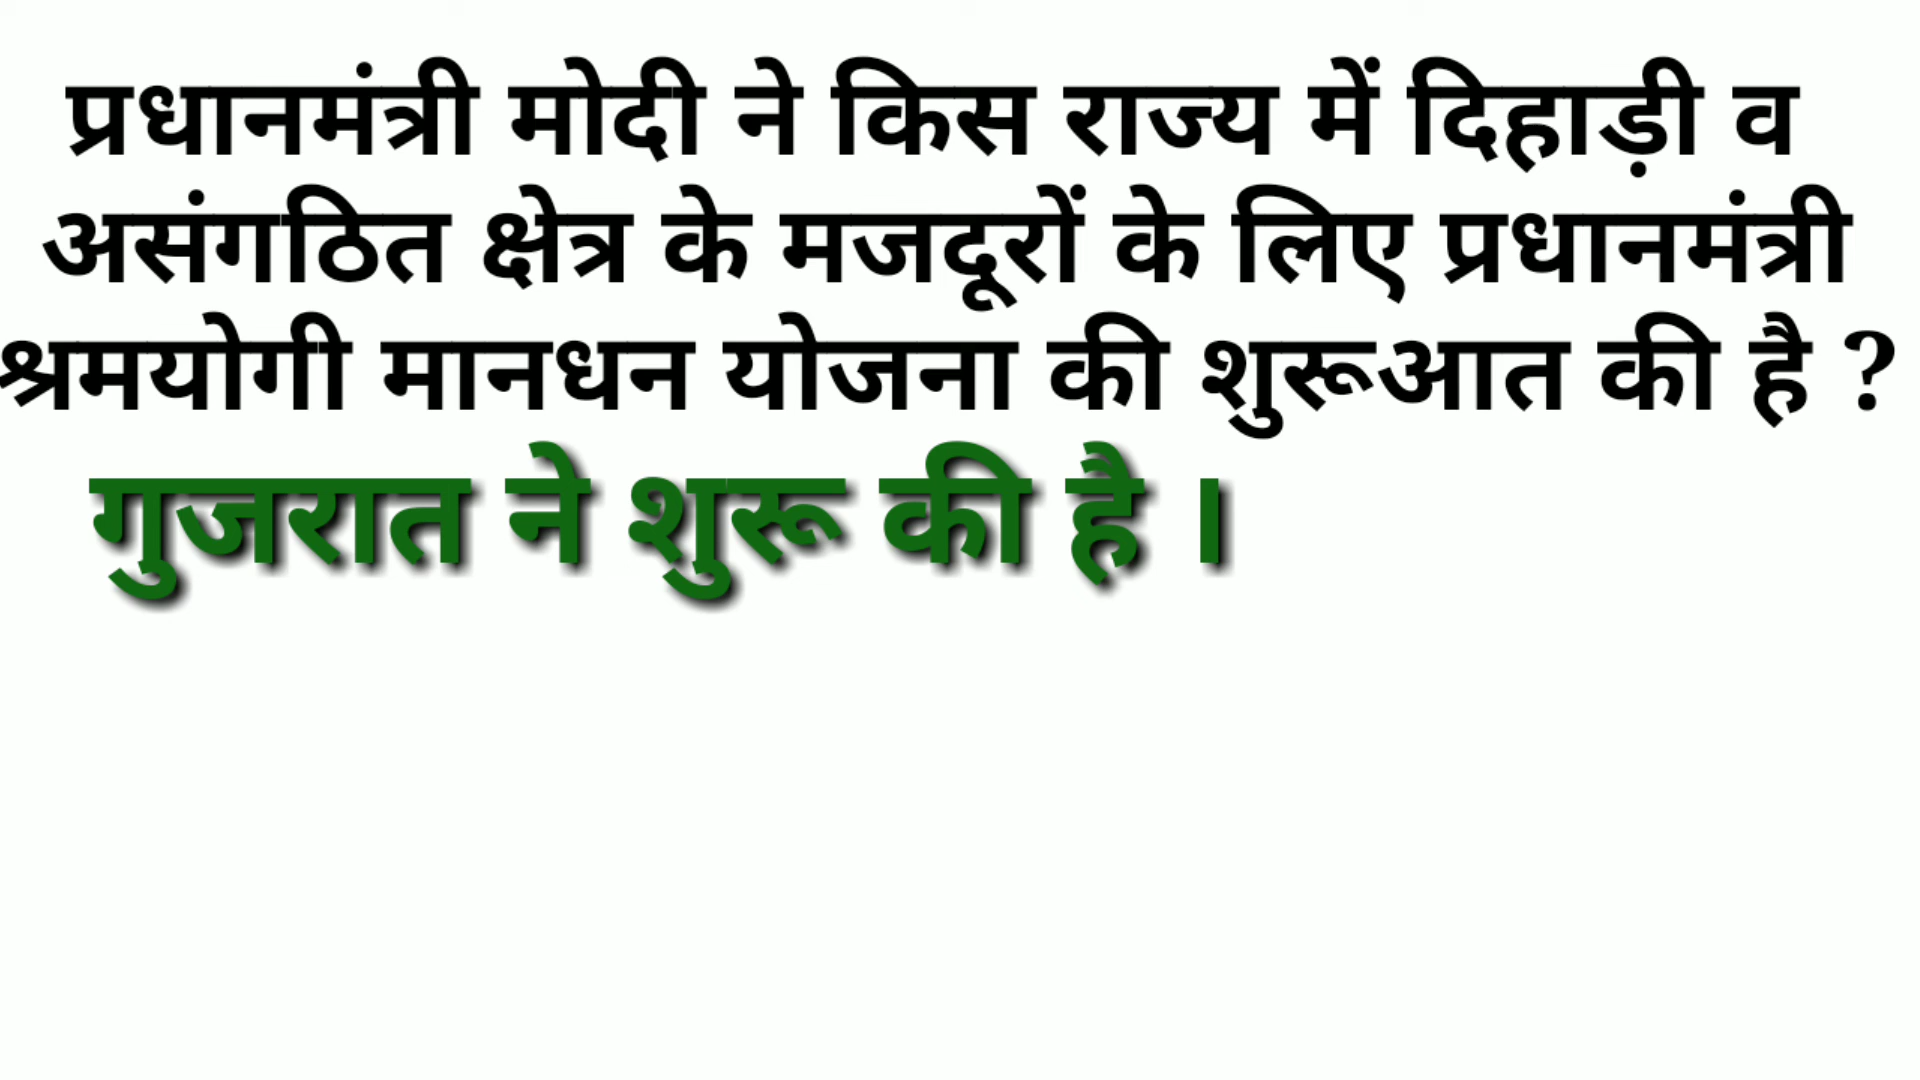 प्रधानमंत्री मोदी ने किस राज्य में दिहाड़ी व
असंगठित क्षेत्र के मजदूरों के लिए प्रधानमंत्री
श्रमयोगी मानधन योजना की शुरूआत की है ?
गुजरात ने शुरू की है ।